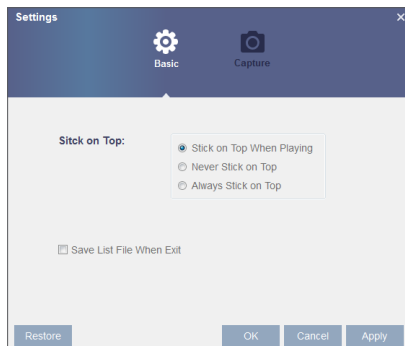 Settings
Basic
Capture
Sitck on Top:
Stick on Top When Playing
Never Stick on Top
Always Stick on Top
Save List File When Exit
Restore
OK
Cancel
Apply